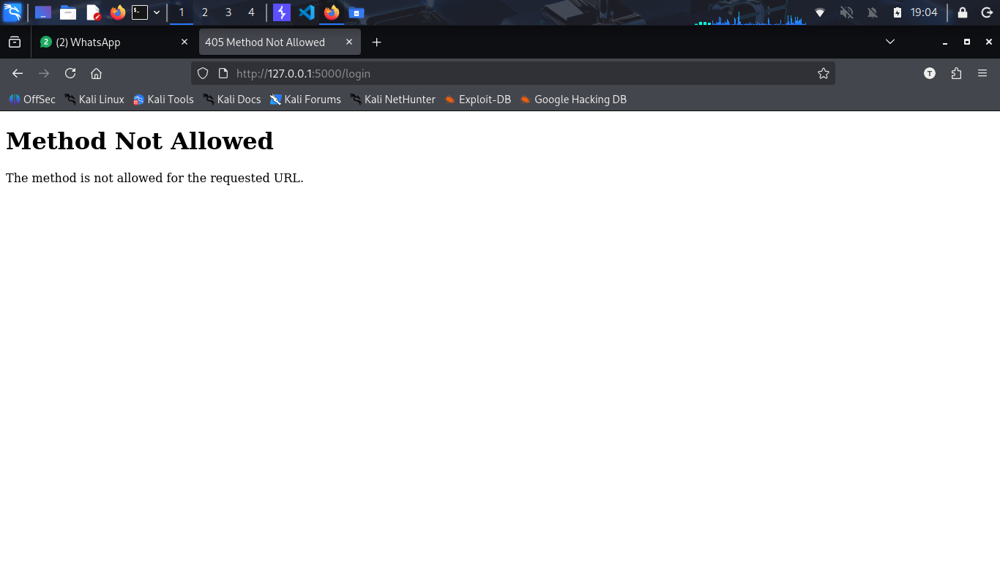 1 2 3 4 19:04
2 (2) WhatsApp 405 Method Not Allowed
http://127.0.0.1:5000/login T
OffSec Kali Linux Kali Tools Kali Docs Kali Forums Kali NetHunter Exploit-DB Google Hacking DB
Method Not Allowed
The method is not allowed for the requested URL.